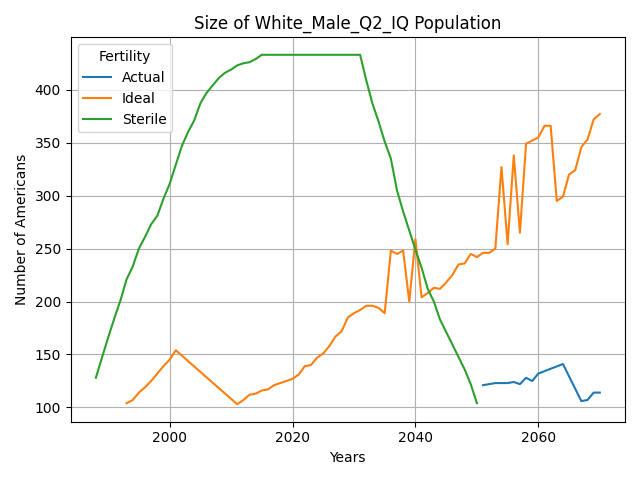 Size of White_Male_Q2_IQ Population
Fertility
Actual
Ideal
Sterile
Number of Americans
400
350
300
250
200
150
100
2000
2020
2040
2060
Years